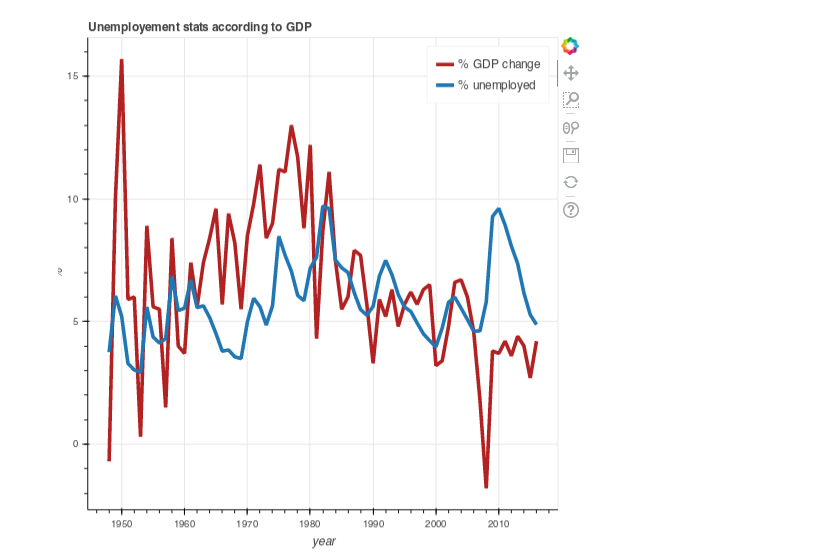 Unemployement stats according to GDP
% GDP change
% unemployed
15
10
5
0
%
1950 1960 1970 1980 1990 2000 2010
year